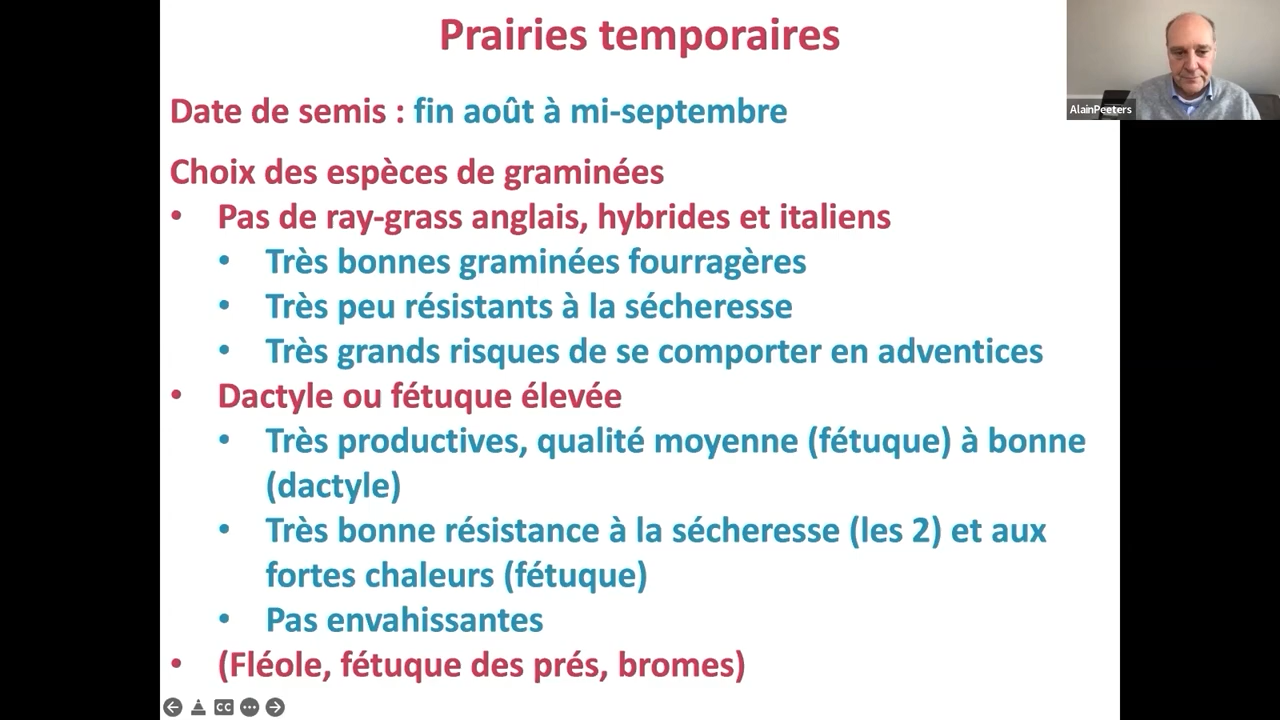 Prairies temporaires
AlainPeeters
Date de semis : fin août à mi-septembre
Choix des espèces de graminées
• Pas de ray-grass anglais, hybrides et italiens
• Très bonnes graminées fourragères
• Très peu résistants à la sécheresse
• Très grands risques de se comporter en adventices
• Dactyle ou fétuque élevée
• Très productives, qualité moyenne (fétuque) à bonne
(dactyle)
• Très bonne résistance à la sécheresse (les 2) et aux
fortes chaleurs (fétuque)
• Pas envahissantes
• (Fléole, fétuque des prés, bromes)
CC